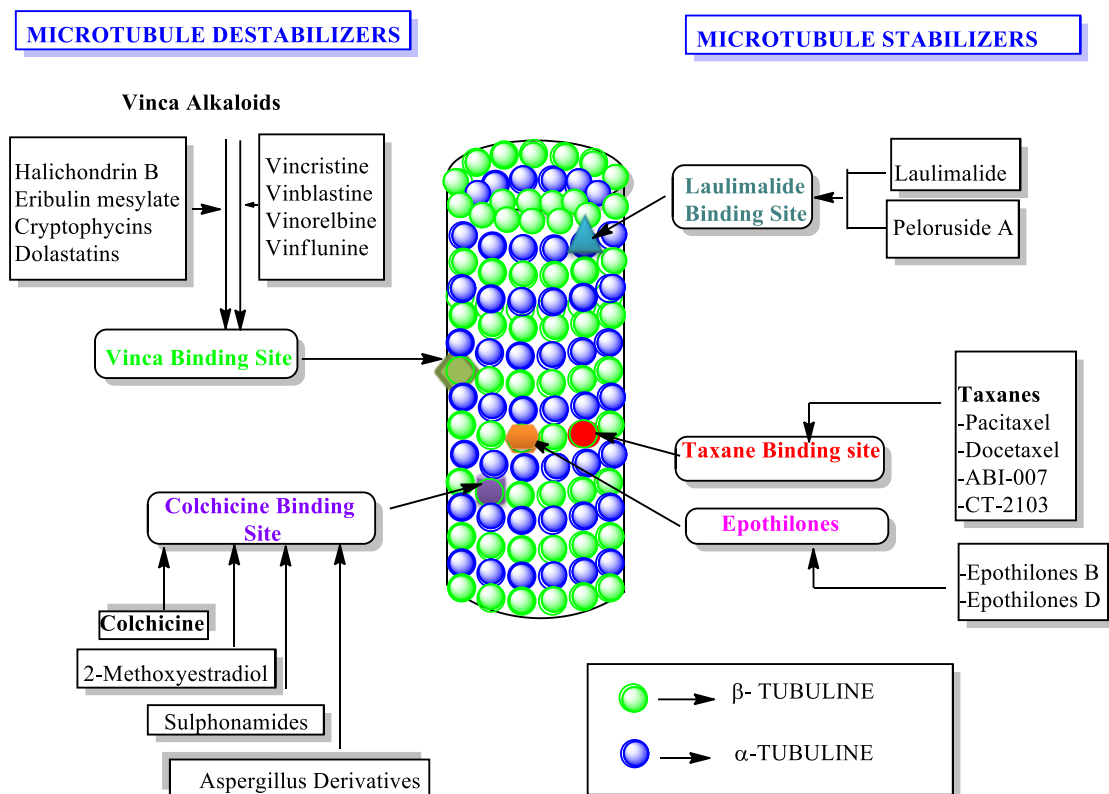 MICROTUBULE DESTABILIZERS
MICROTUBULE STABILIZERS
Vinca Alkaloids
Halichondrin B
Eribulin mesylate
Cryptophycins
Dolastatins
Vincristine
Vinblastine
Vinorelbine
Vinflunine
Vinca Binding Site
Colchicine Binding
Site
Colchicine
2-Methoxyestradiol
Sulphonamides
Aspergillus Derivatives
Laulimalide
Binding Site
Laulimalide
Peloruside A
Taxane Binding site
Taxanes
-Pacitaxel
-Docetaxel
-ABI-007
-CT-2103
Epothilones
-Epothilones B
-Epothilones D
β- TUBULINE
α-TUBULINE